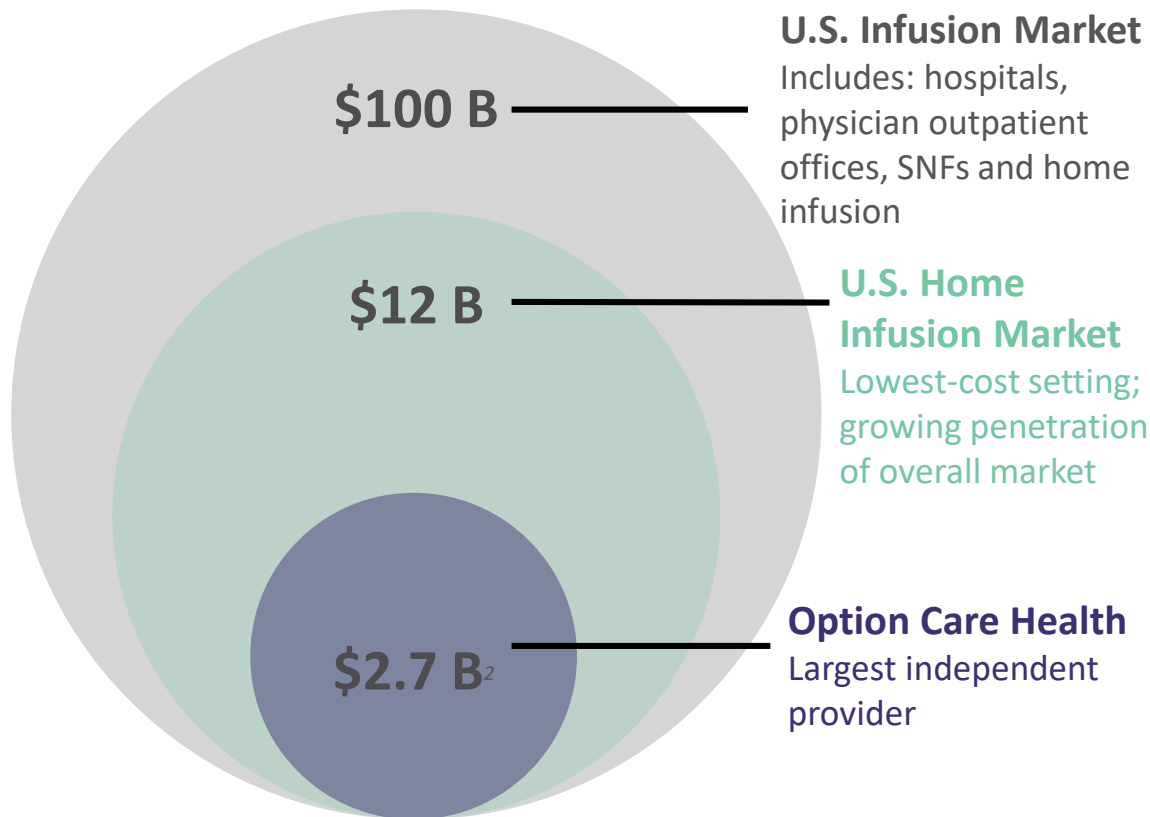 $100 B
U.S. Infusion Market
Includes: hospitals,
physician outpatient
offices, SNFs and home
infusion
$12 B
U.S. Home
Infusion Market
Lowest-cost setting;
growing penetration
of overall market
$2.7 B²
Option Care Health
Largest independent
provider